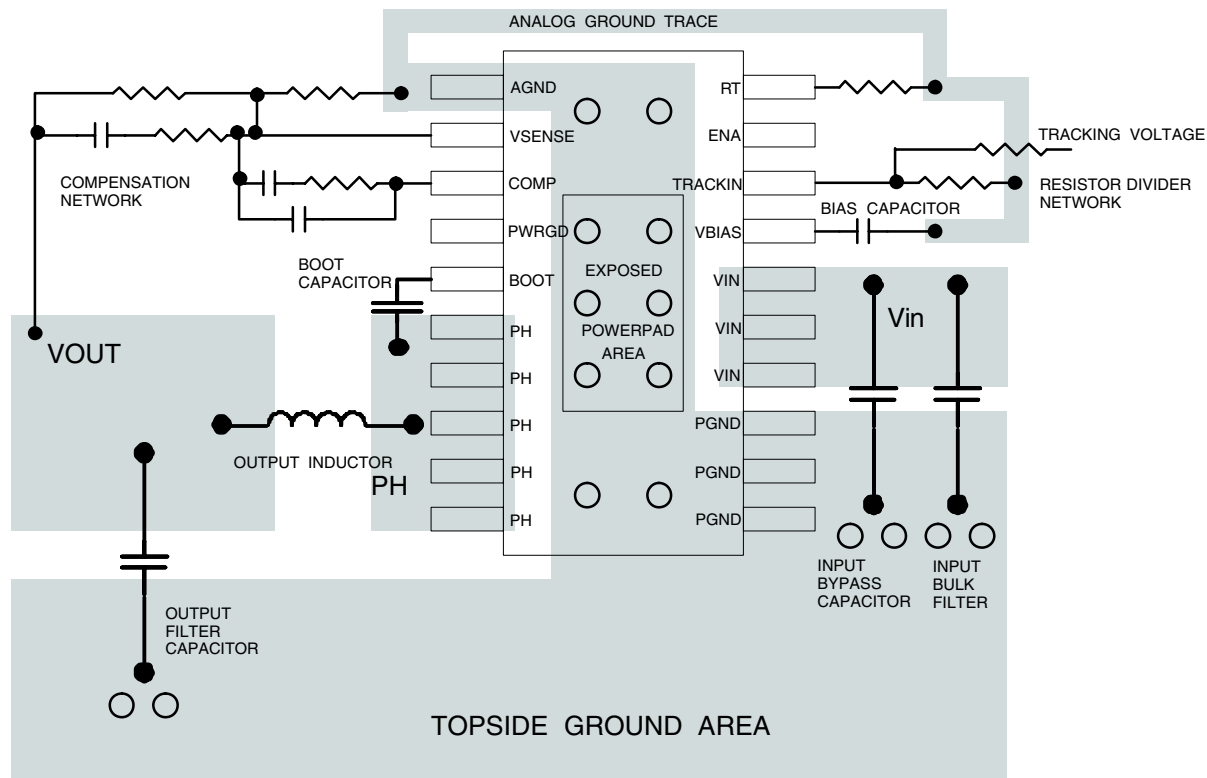 ANALOG GROUND TRACE
AGND
RT
VSENSE
ENA
TRACKING VOLTAGE
COMPENSATION
NETWORK
COMP
TRACKIN
RESISTOR DIVIDER
NETWORK
BIAS CAPACITOR
PWRGD
VBIAS
BOOT
CAPACITOR
BOOT
EXPOSED
VIN
Vin
VOUT
PH
POWERPAD
AREA
VIN
PH
VIN
PH
PGND
OUTPUT INDUCTOR
PH
PH
PGND
PH
PGND
INPUT
BYPASS
CAPACITOR
INPUT
BULK
FILTER
OUTPUT
FILTER
CAPACITOR
TOPSIDE GROUND AREA